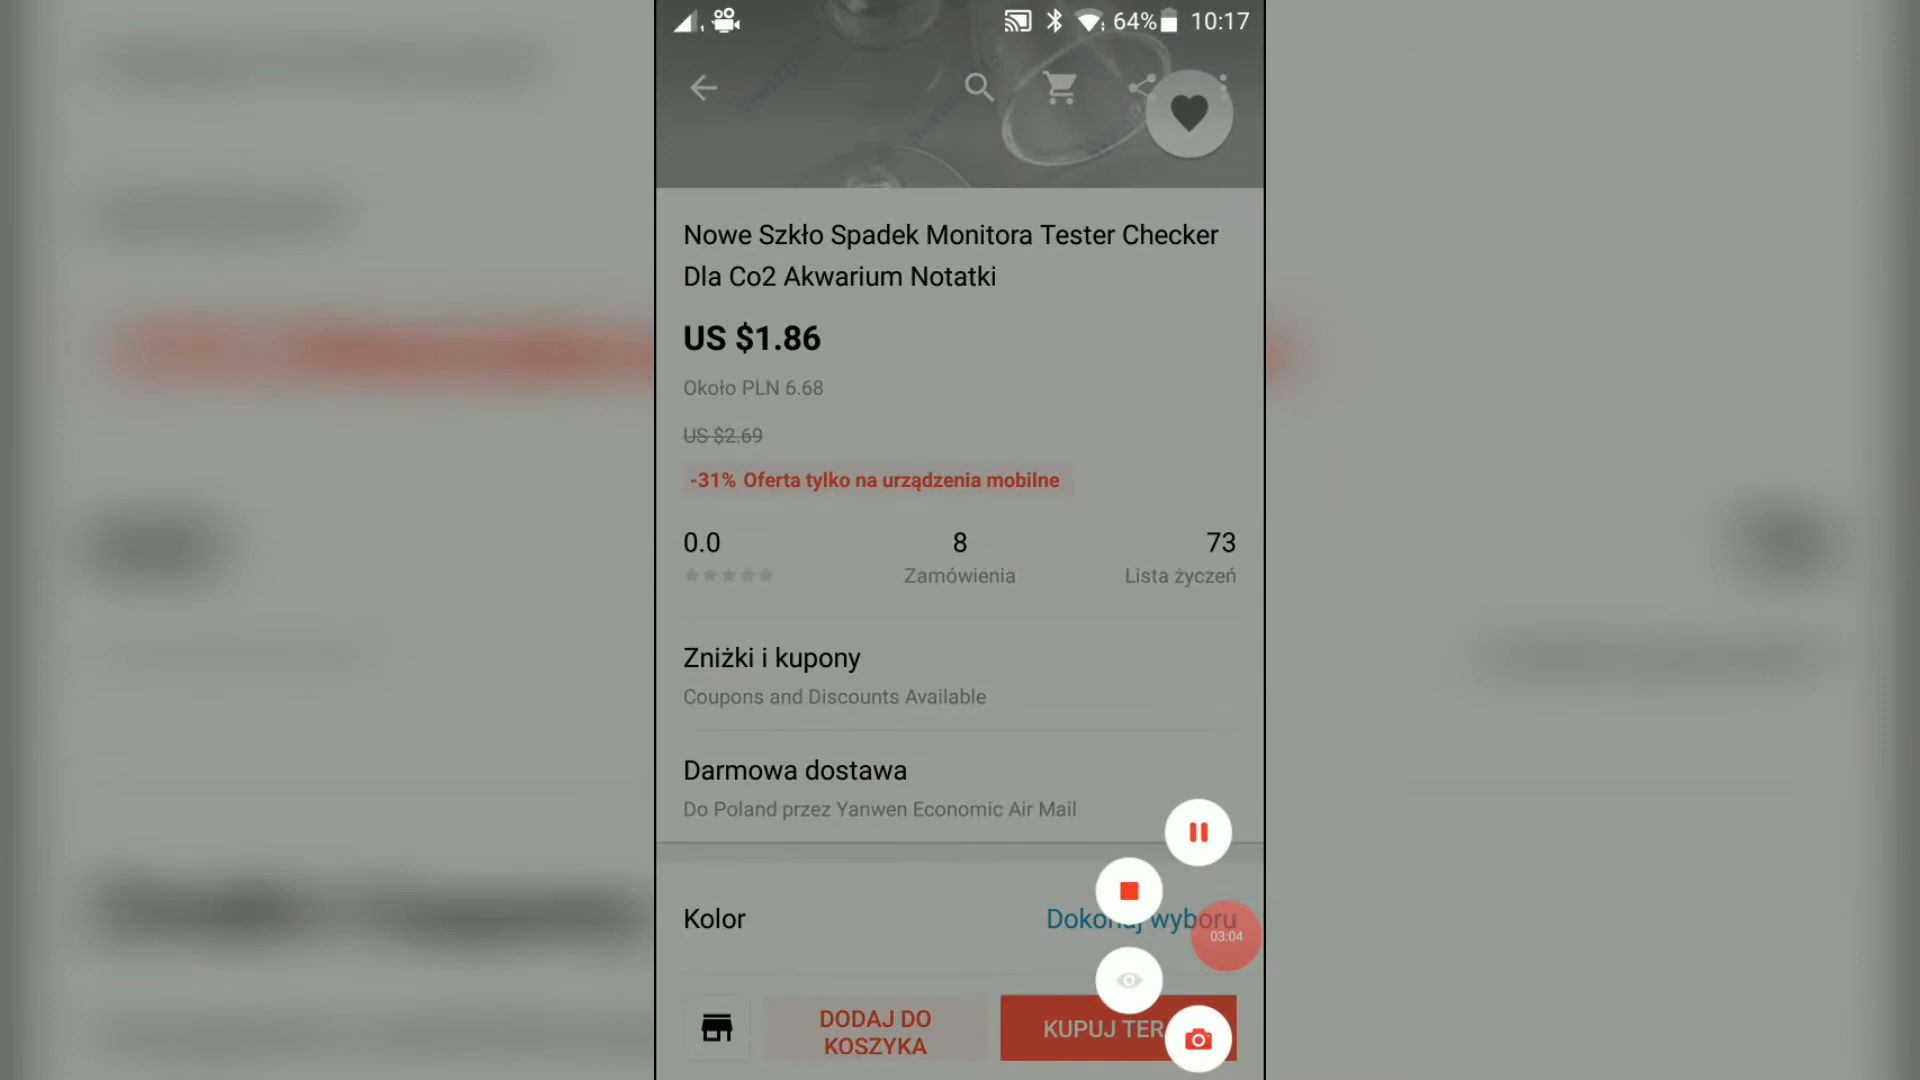 64% 10:17
Nowe Szkło Spadek Monitora Tester Checker
Dla Co2 Akwarium Notatki
US $1.86
Około PLN 6.68
US $2.69
-31% Oferta tylko na urządzenia mobilne
0.0 8 73
Zamówienia Lista życzeń
Zniżki i kupony
Coupons and Discounts Available
Darmowa dostawa
Do Poland przez Yanwen Economic Air Mail
Kolor Dokonaj wyboru
03:04
DODAJ DO
KOSZYKA
KUPUJ TER